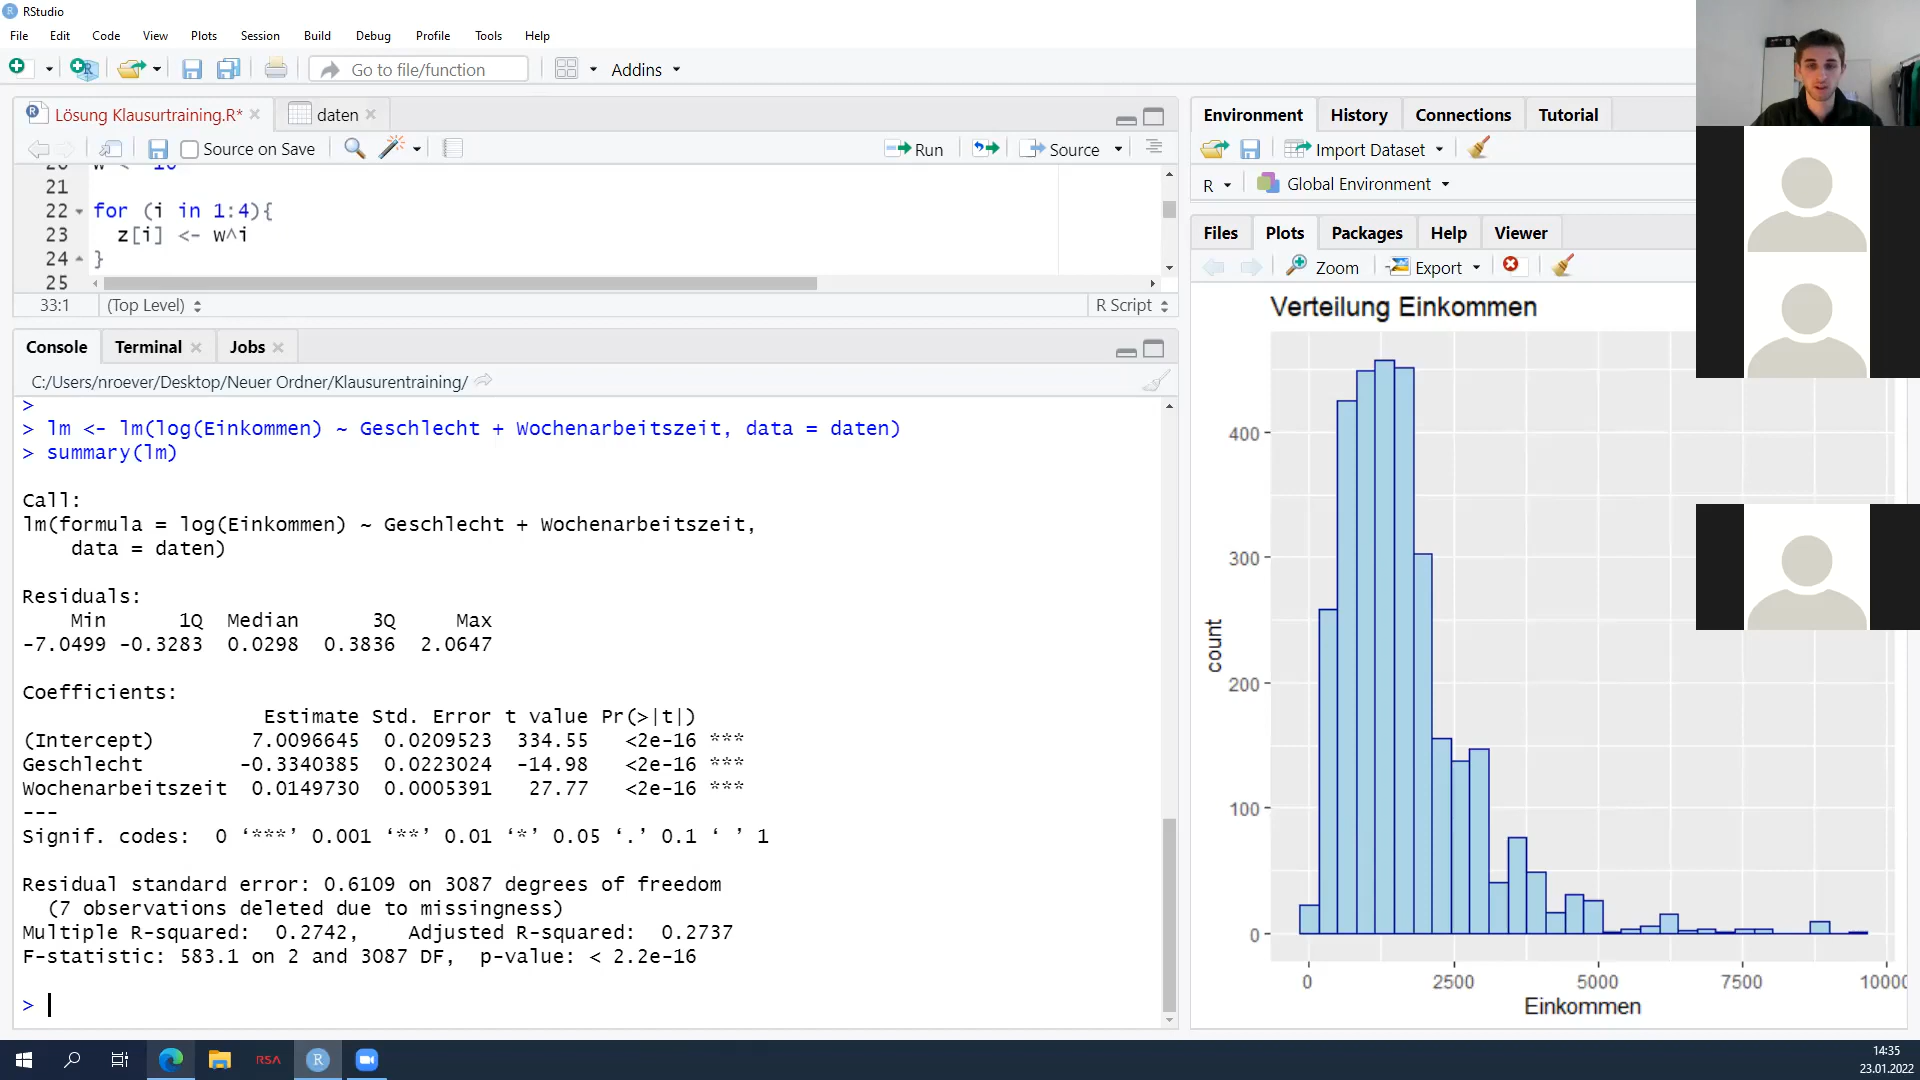 RStudio
File Edit Code View Plots Session Build Debug Profile Tools Help
Go to file/function Addins
Lösung Klausurtraining.R* daten
Source on Save Run Source
21
22 for (i in 1:4){
23 z[i] <- w^i
24 }
25
33:1 (Top Level) R Script
Console Terminal Jobs
C:/Users/nroever/Desktop/Neuer Ordner/Klausurentraining/
>
> lm <- lm(log(Einkommen) ~ Geschlecht + Wochenarbeitszeit, data = daten)
> summary(lm)
Call:
lm(formula = log(Einkommen) ~ Geschlecht + Wochenarbeitszeit,
data = daten)
Residuals:
Min 1Q Median 3Q Max
-7.0499 -0.3283 0.0298 0.3836 2.0647
Coefficients:
Estimate Std. Error t value Pr(>|t|)
(Intercept) 7.0096645 0.0209523 334.55 <2e-16 ***
Geschlecht -0.3340385 0.0223024 -14.98 <2e-16 ***
Wochenarbeitszeit 0.0149730 0.0005391 27.77 <2e-16 ***
---
Signif. codes: 0 ‘***’ 0.001 ‘**’ 0.01 ‘*’ 0.05 ‘.’ 0.1 ‘ ’ 1
Residual standard error: 0.6109 on 3087 degrees of freedom
(7 observations deleted due to missingness)
Multiple R-squared: 0.2742, Adjusted R-squared: 0.2737
F-statistic: 583.1 on 2 and 3087 DF, p-value: < 2.2e-16
>
Environment History Connections Tutorial
Import Dataset
R Global Environment
Files Plots Packages Help Viewer
Zoom Export
Verteilung Einkommen
400
300
200
100
0
count
0 2500 5000 7500
Einkommen
RSA
R
14:35
23.01.2022